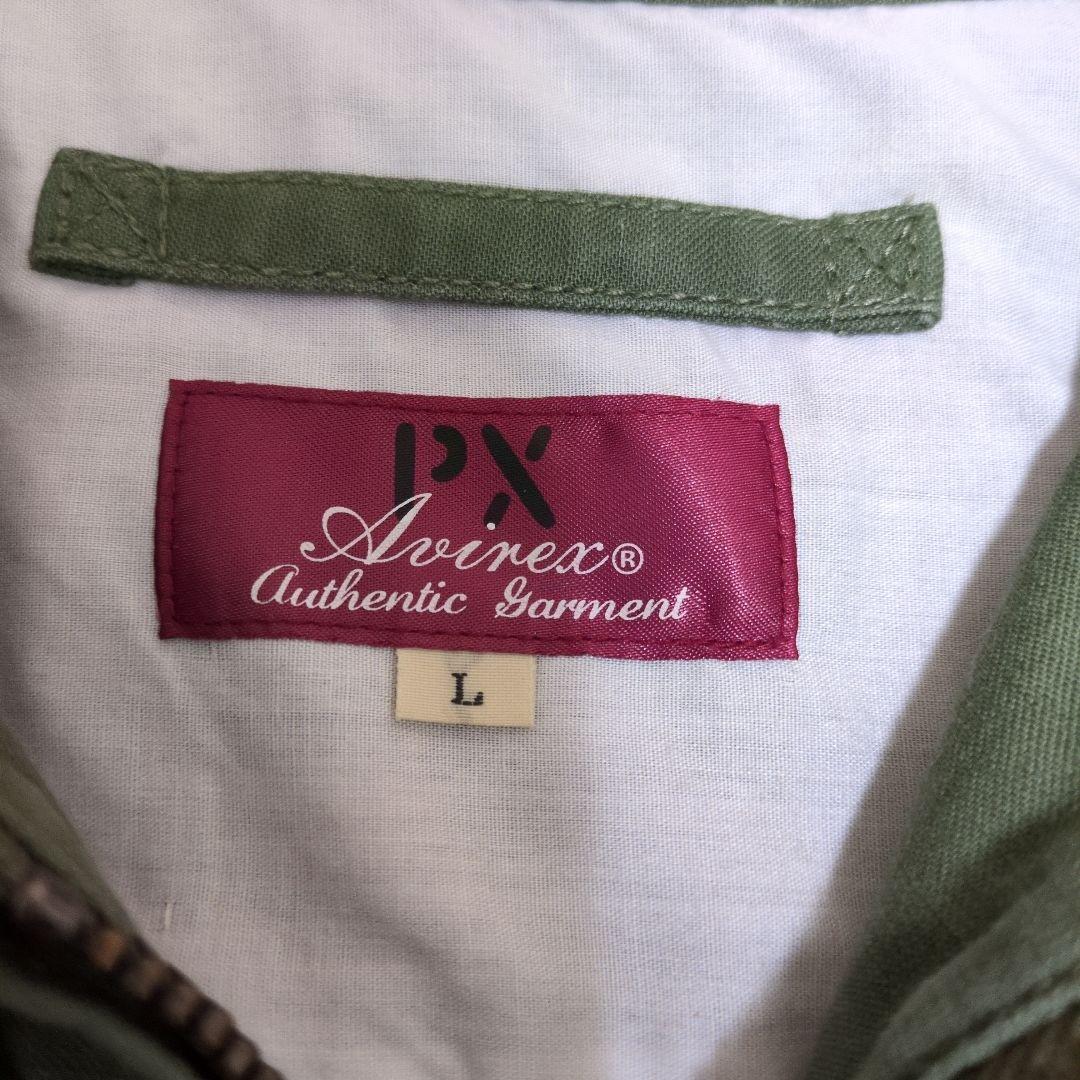 PX
Avirex®
Authentic Garment
L